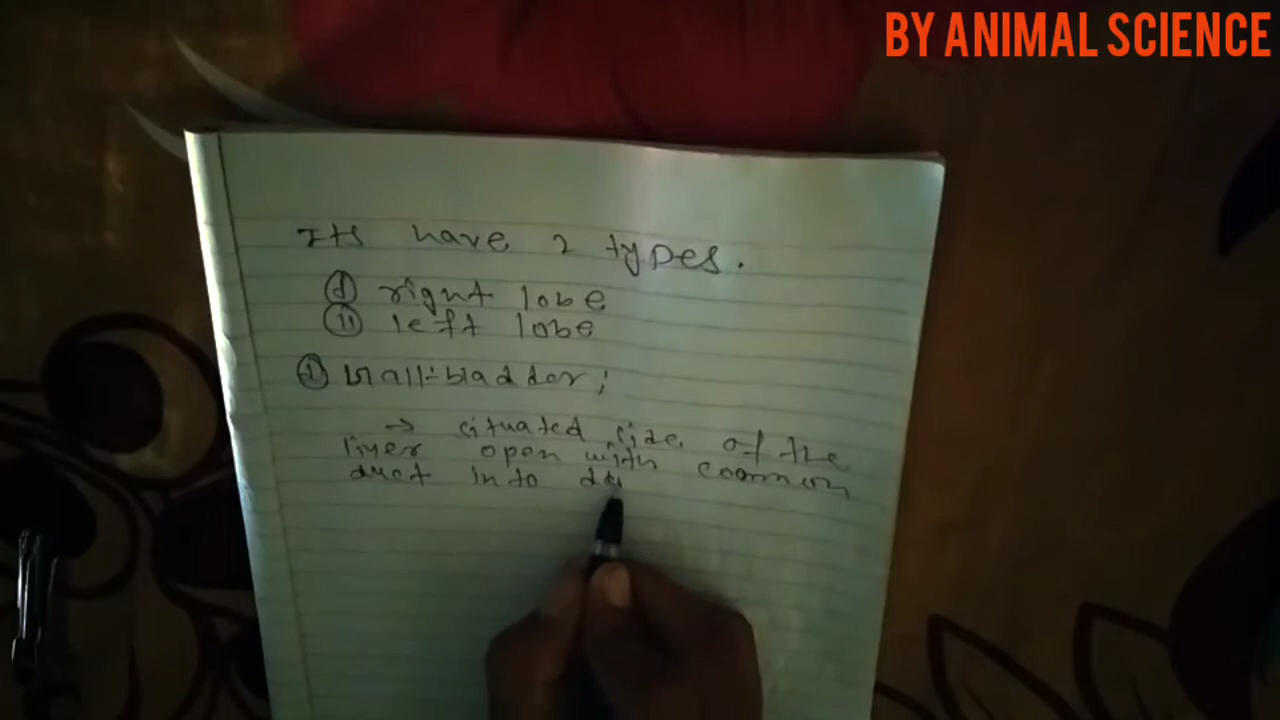 BY ANIMAL SCIENCE
Its have 2 types.
(i) right lobe
(ii) left lobe
(i) Gall-bladder;
→ situated side of the
liver open with common
duct into